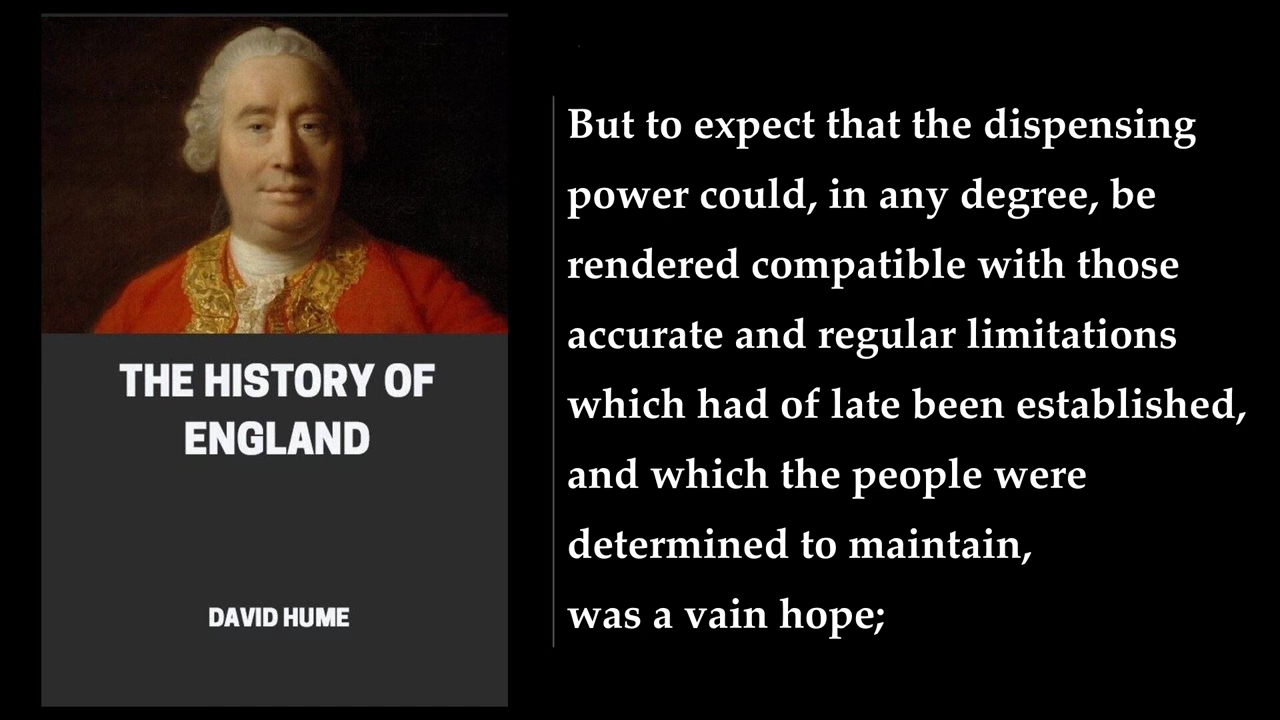 THE HISTORY OF
ENGLAND
DAVID HUME
But to expect that the dispensing
power could, in any degree, be
rendered compatible with those
accurate and regular limitations
which had of late been established,
and which the people were
determined to maintain,
was a vain hope;